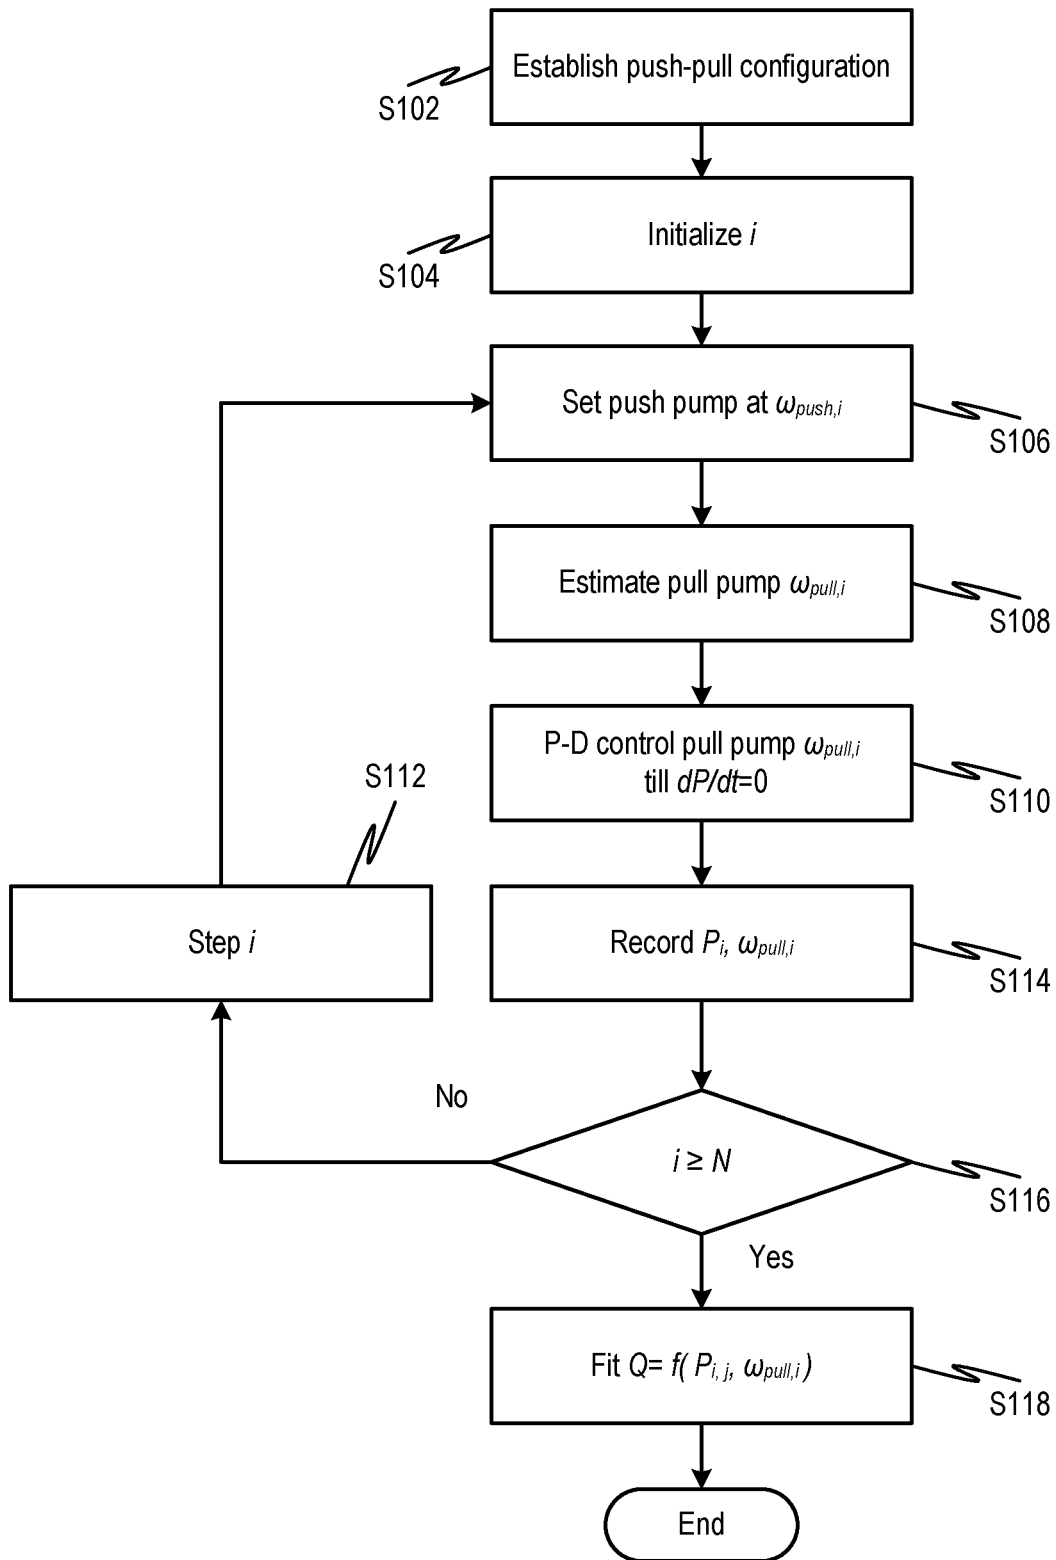 Establish push-pull configuration
S102
Initialize i
S104
Set push pump at ωpush,i
S106
Estimate pull pump ωpull,i
S108
P-D control pull pump ωpull,i
till dP/dt=0
S110
S112
Step i
Record Pi, ωpull,i
S114
No
i ≥ N
S116
Yes
Fit Q= f( Pi, j, ωpull,i )
S118
End